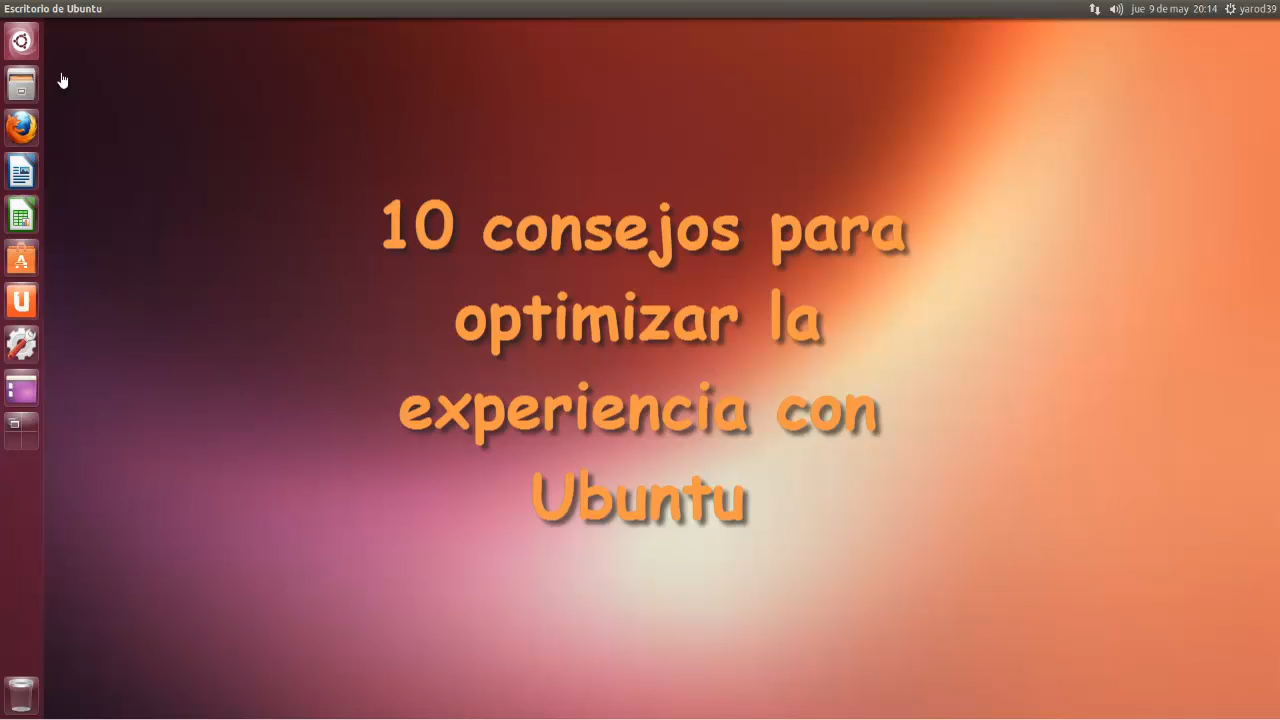 Escritorio de Ubuntu
jue 9 de may 20:14 yarod39
10 consejos para
optimizar la
experiencia con
Ubuntu